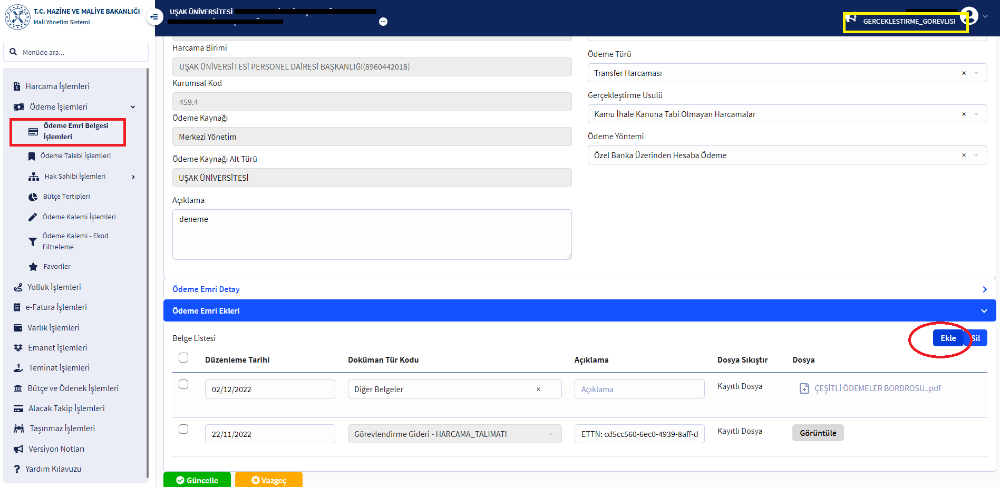 T.C. HAZİNE VE MALİYE BAKANLIĞI
Mali Yönetim Sistemi
UŞAK ÜNİVERSİTESİ
GERCEKLESTIRME_GOREVLISI
Menüde ara...
Harcama İşlemleri
Ödeme İşlemleri
Ödeme Emri Belgesi
İşlemleri
Ödeme Talebi İşlemleri
Hak Sahibi İşlemleri
Bütçe Tertipleri
Ödeme Kalemi İşlemleri
Ödeme Kalemi - Ekod
Filtreleme
Favoriler
Yolluk İşlemleri
e-Fatura İşlemleri
Varlık İşlemleri
Emanet İşlemleri
Teminat İşlemleri
Bütçe ve Ödenek İşlemleri
Alacak Takip İşlemleri
Taşınmaz İşlemleri
Versiyon Notları
Yardım Kılavuzu
Harcama Birimi
UŞAK ÜNİVERSİTESİ PERSONEL DAİRESİ BAŞKANLIĞI(8960442018)
Kurumsal Kod
459.4
Ödeme Kaynağı
Merkezi Yönetim
Ödeme Kaynağı Alt Türü
UŞAK ÜNİVERSİTESİ
Açıklama
deneme
Ödeme Türü
Transfer Harcaması
Gerçekleştirme Usulü
Kamu İhale Kanuna Tabi Olmayan Harcamalar
Ödeme Yöntemi
Özel Banka Üzerinden Hesaba Ödeme
Ödeme Emri Detay
Ödeme Emri Ekleri
Belge Listesi
Ekle Sil
Düzenleme Tarihi Doküman Tür Kodu Açıklama Dosya Sıkıştır Dosya
02/12/2022 Diğer Belgeler Açıklama Kayıtlı Dosya ÇEŞİTLİ ÖDEMELER BORDROSU..pdf
22/11/2022 Görevlendirme Gideri - HARCAMA_TALIMATI ETTN: cd5cc560-6ec0-4939-8aff-d Kayıtlı Dosya Görüntüle
Güncelle Vazgeç